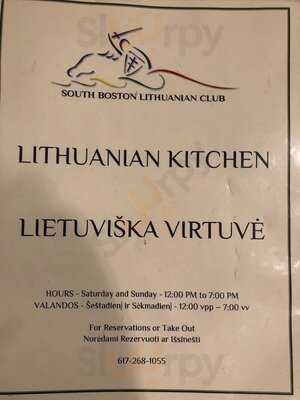 SOUTH BOSTON LITHUANIAN CLUB
LITHUANIAN KITCHEN
LIETUVIŠKA VIRTUVĖ
HOURS - Saturday and Sunday - 12:00 PM to 7:00 PM
VALANDOS - Šeštadienį ir Sėkmadienį - 12:00 vpp – 7:00 vv
For Reservations or Take Out
Norėdami Rezervuoti ar Išsinešti
617-268-1055